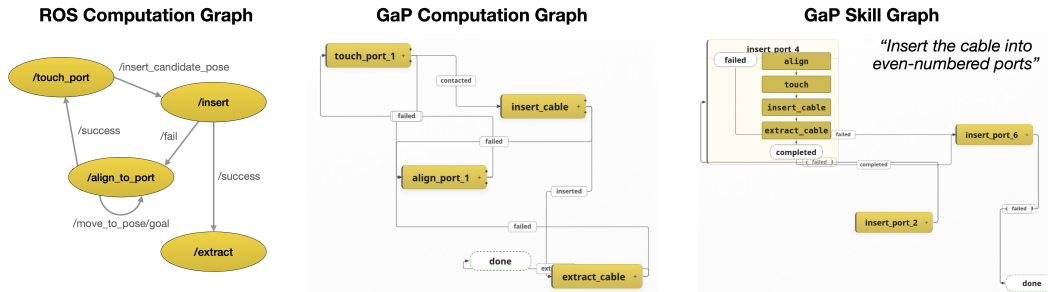 ROS Computation Graph
/touch_port
/insert_candidate_pose
/insert
/success
/fail
/align_to_port
/success
/move_to_pose/goal
/extract
GaP Computation Graph
touch_port_1
contacted
insert_cable
failed
failed
align_port_1
inserted
failed
done
ext
extract_cable
GaP Skill Graph
"Insert the cable into
even-numbered ports"
insert_port_4
failed
align
touch
insert_cable
extract_cable
failed
completed
failed
completed
insert_port_6
insert_port_2
failed
done